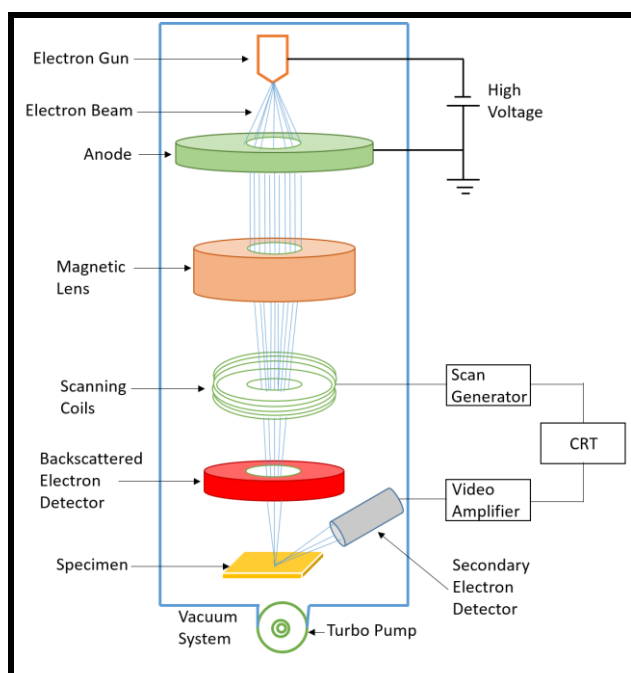 Electron Gun
Electron Beam
Anode
High
Voltage
Magnetic
Lens
Scanning
Coils
Scan
Generator
CRT
Backscattered
Electron
Detector
Video
Amplifier
Specimen
Secondary
Electron
Detector
Vacuum
System
Turbo Pump